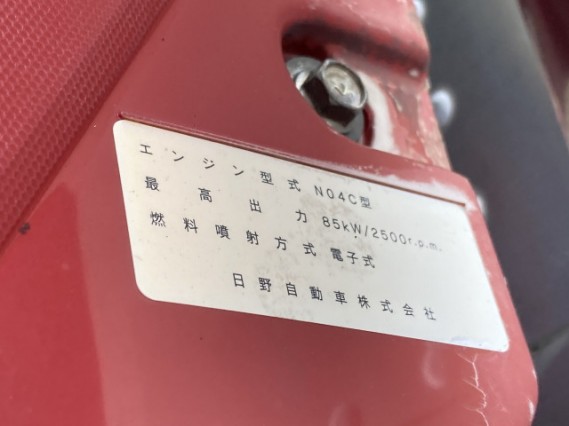 エンジン型式 N04C型
最高出力 85kW/2500r.p.m.
燃料噴射方式 電子式
日野自動車株式会社